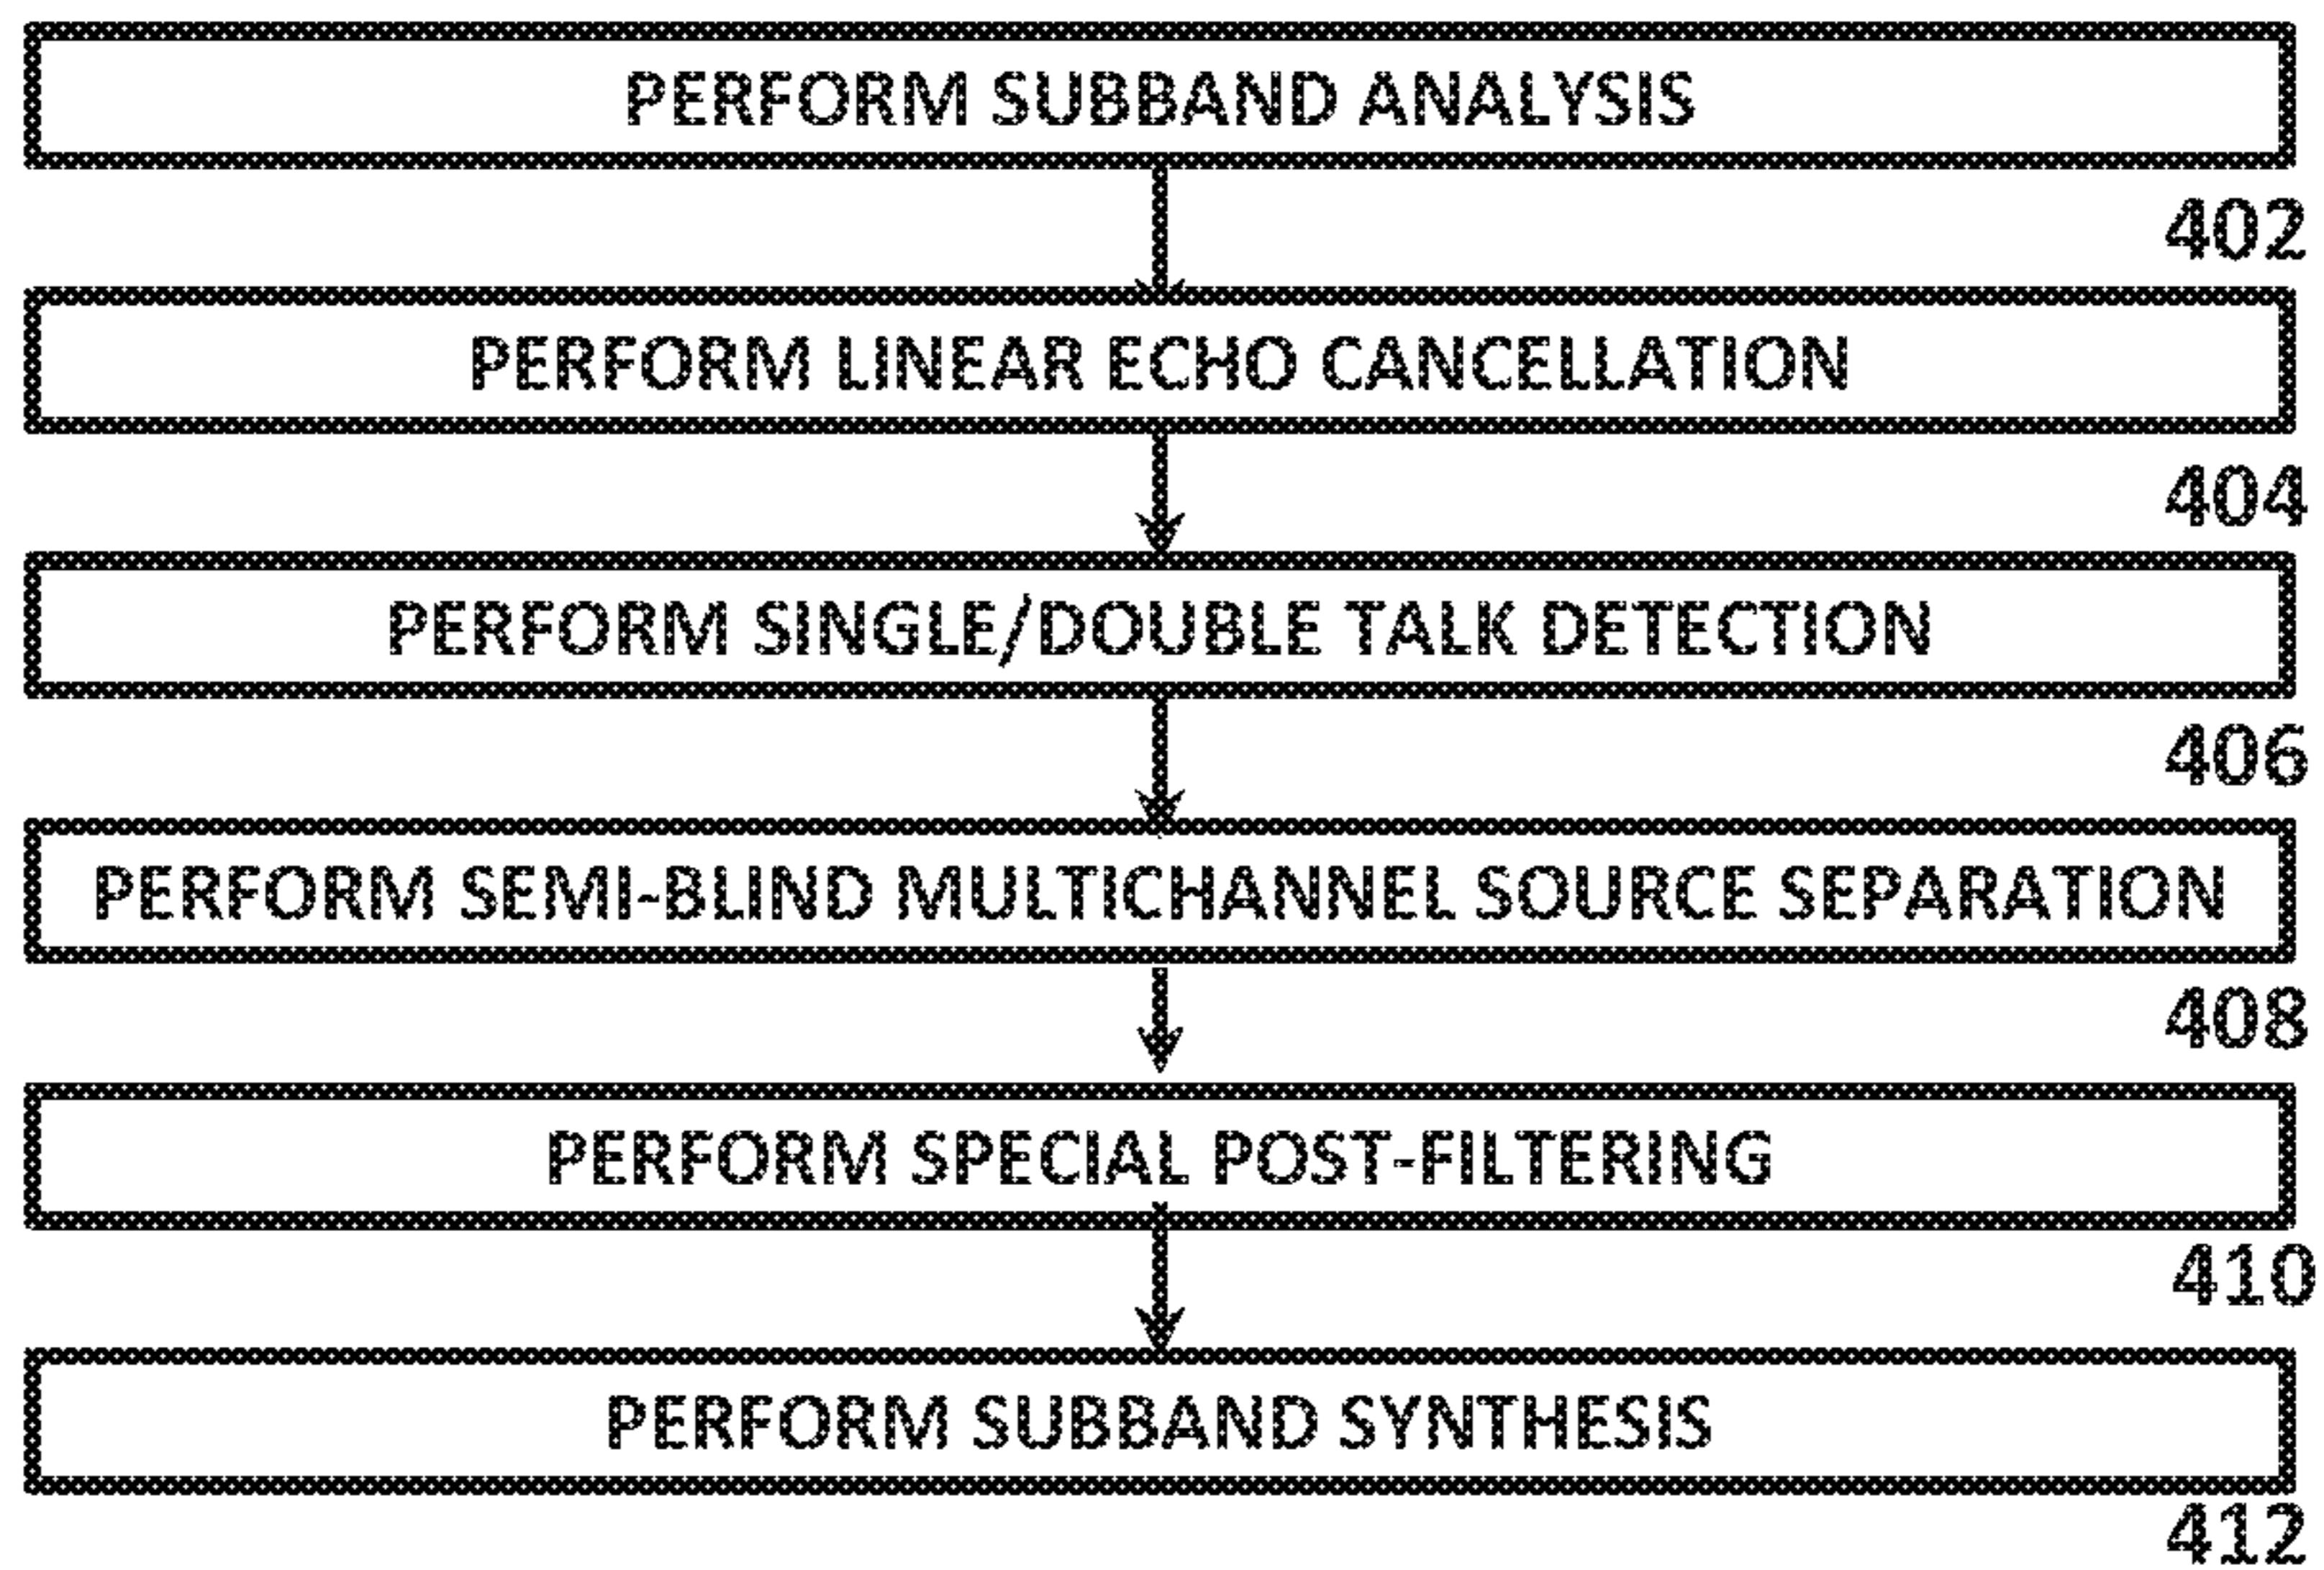 PERFORM SUBBAND ANALYSIS
402
PERFORM LINEAR ECHO CANCELLATION
404
PERFORM SINGLE/DOUBLE TALK DETECTION
406
PERFORM SEMI-BLIND MULTICHANNEL SOURCE SEPARATION
408
PERFORM SPECIAL POST-FILTERING
410
PERFORM SUBBAND SYNTHESIS
412